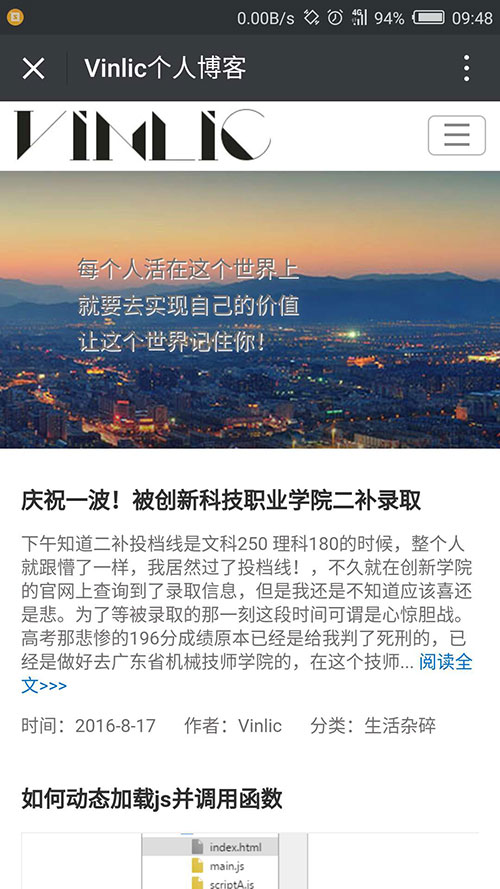 0.00B/s 4G 94% 09:48
Vinlic个人博客
VINLIC
每个人活在这个世界上
就要去实现自己的价值
让这个世界记住你！
庆祝一波！被创新科技职业学院二补录取
下午知道二补投档线是文科250 理科180的时候，整个人
就跟懵了一样，我居然过了投档线！，不久就在创新学院
的官网上查询到了录取信息，但是我还是不知道应该喜还
是悲。为了等被录取的那一刻这段时间可谓是心惊胆战。
高考那悲惨的196分成绩原本已经是给我判了死刑的，已
经是做好去广东省机械技师学院的，在这个技师... 阅读全
文>>>
时间：2016-8-17 作者：Vinlic 分类：生活杂碎
如何动态加载js并调用函数
index.html
main.js
scriptA.js